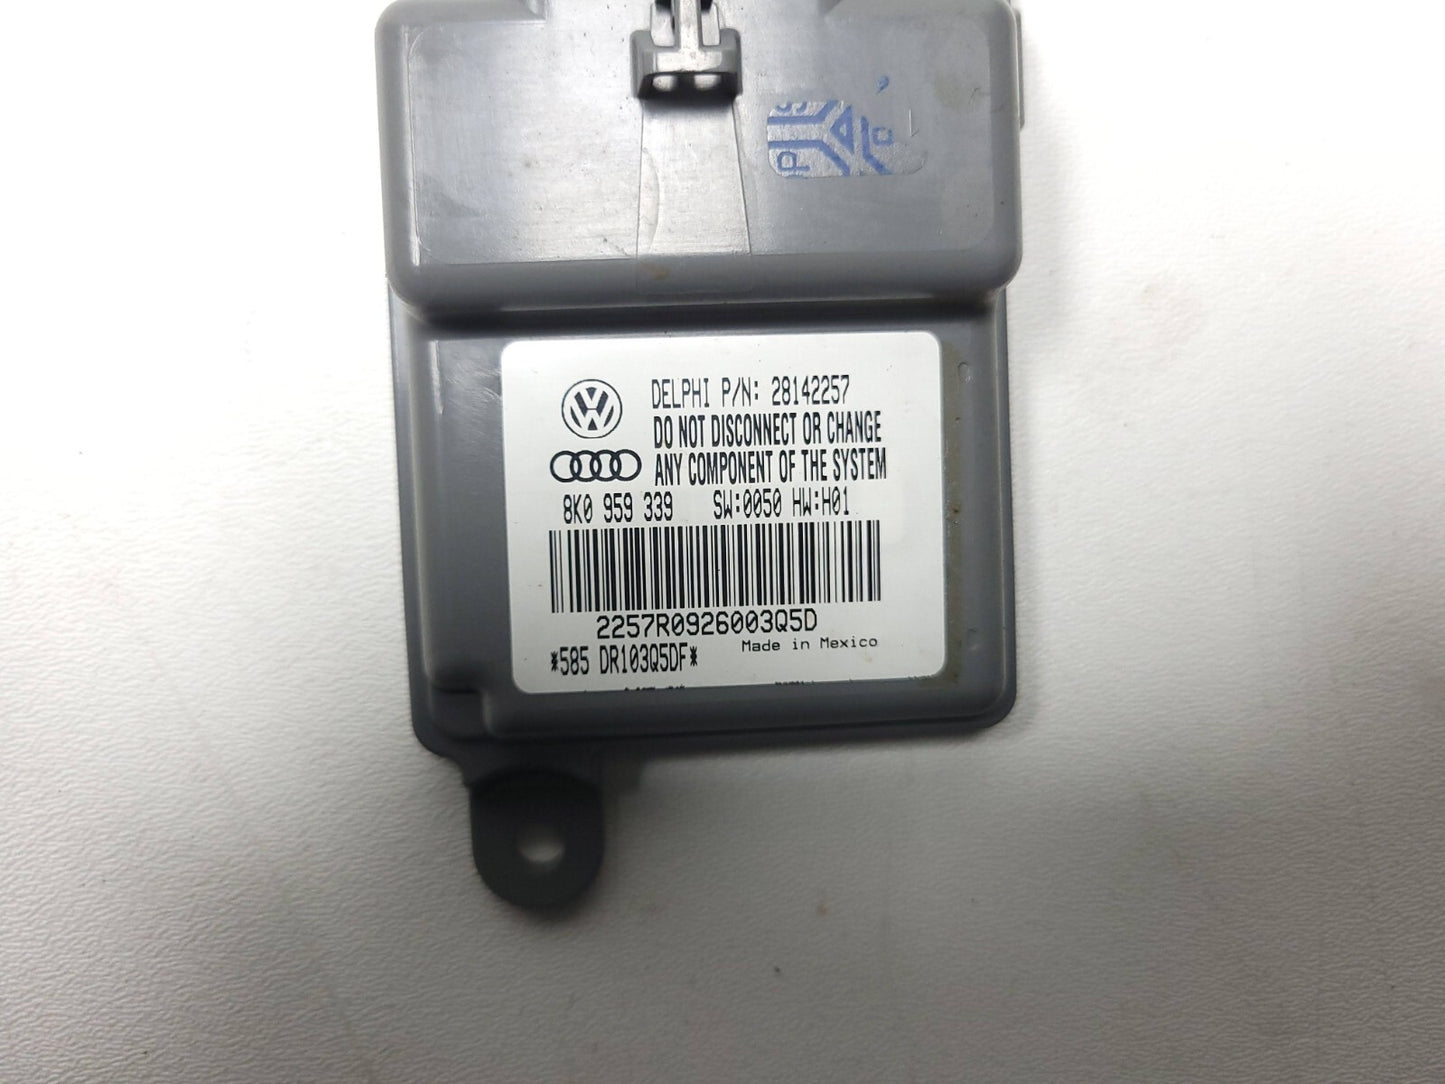 DELPHI P/N: 28142257
DO NOT DISCONNECT OR CHANGE
ANY COMPONENT OF THE SYSTEM
8K0 959 339 SW:0050 HW:H01
2257R0926003Q5D
Made in Mexico
*585 DR103Q5DF*